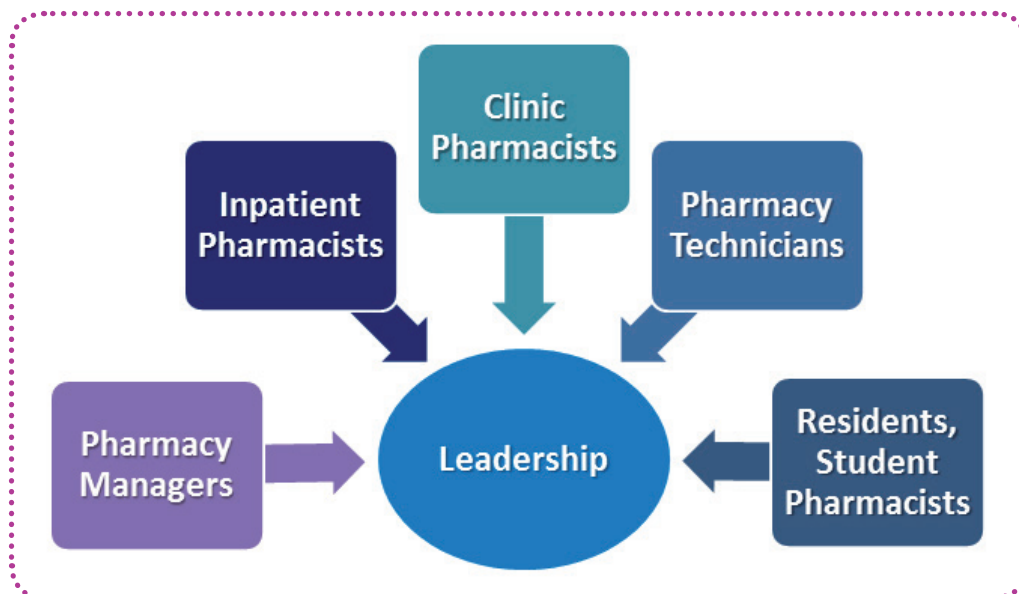 Clinic
Pharmacists
Inpatient
Pharmacists
Pharmacy
Technicians
Pharmacy
Managers
Leadership
Residents,
Student
Pharmacists